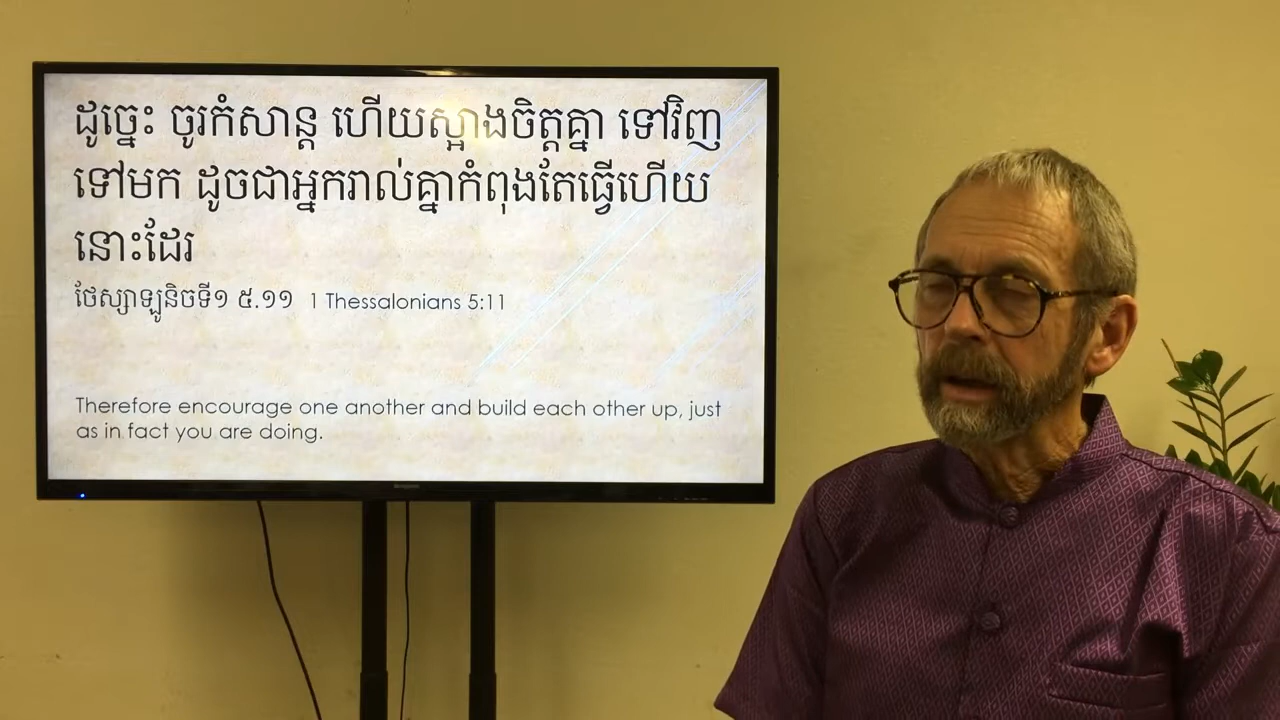 ដូច្នេះ ចូរកំសាន្ត ហើយស្អាងចិត្តគ្នា ទៅវិញ
ទៅមក ដូចជាអ្នករាល់គ្នាកំពុងតែធ្វើហើយ
នោះដែរ
ថែស្សាឡូនិចទី១ ៥.១១ 1 Thessalonians 5:11
Therefore encourage one another and build each other up, just
as in fact you are doing.